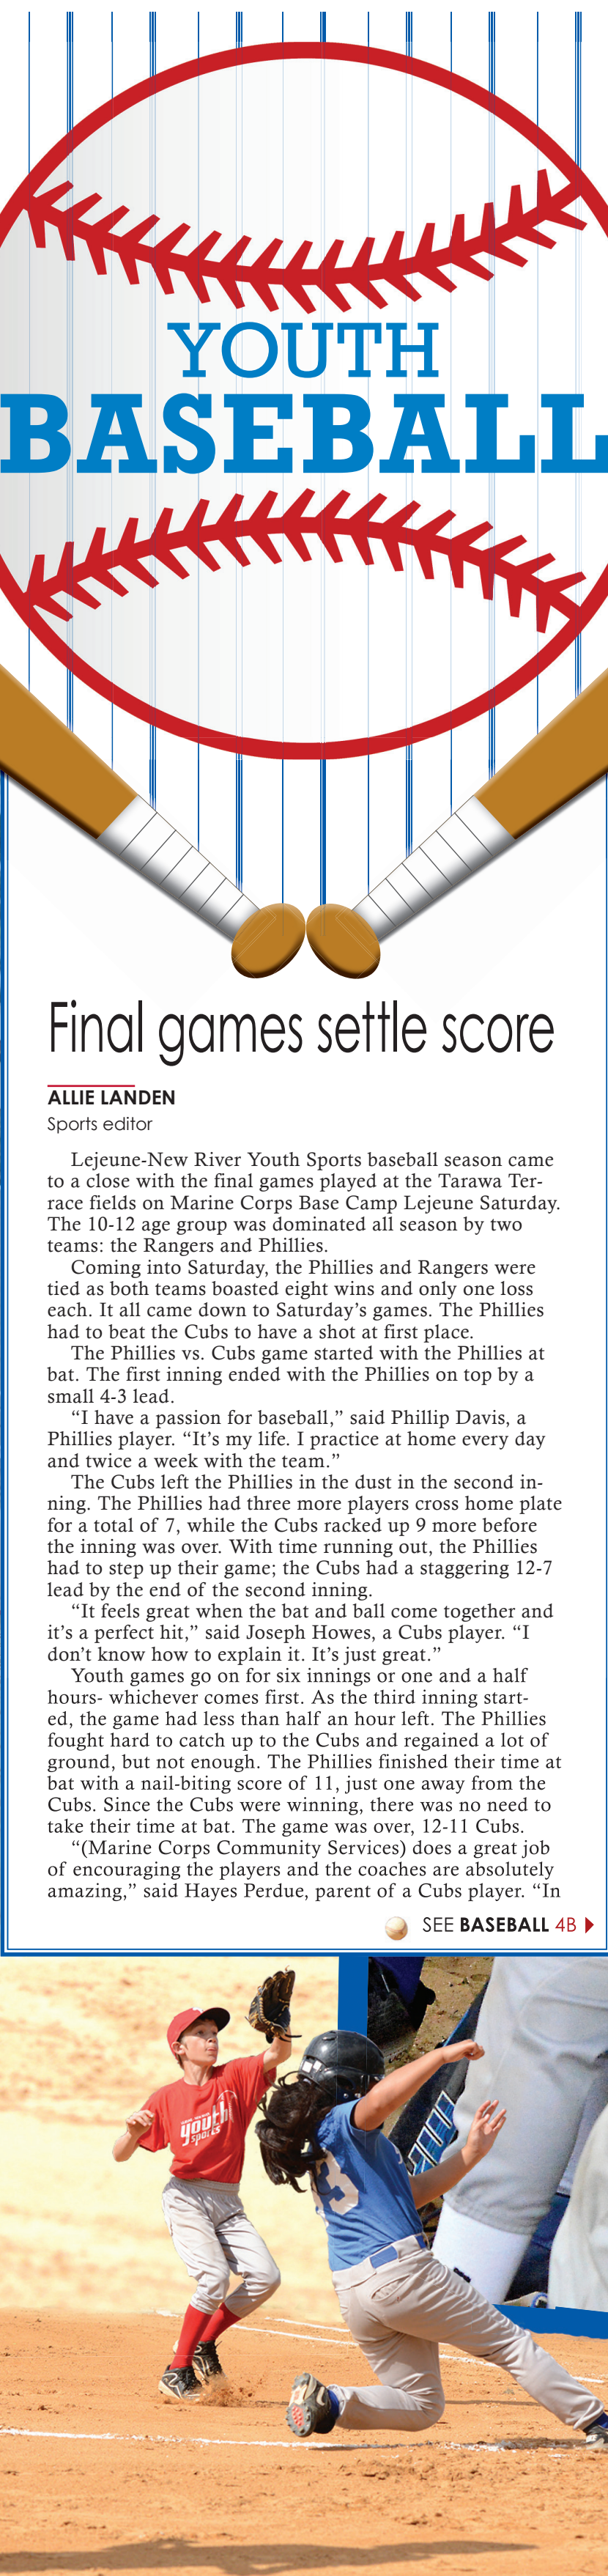 YOUTH
BASEBALL
Final games settle score
ALLIE LANDEN
Sports editor
Lejeune-New River Youth Sports baseball season came
to a close with the final games played at the Tarawa Ter-
race fields on Marine Corps Base Camp Lejeune Saturday.
The 10-12 age group was dominated all season by two
teams: the Rangers and Phillies.
Coming into Saturday, the Phillies and Rangers were
tied as both teams boasted eight wins and only one loss
each. It all came down to Saturday’s games. The Phillies
had to beat the Cubs to have a shot at first place.
The Phillies vs. Cubs game started with the Phillies at
bat. The first inning ended with the Phillies on top by a
small 4-3 lead.
“I have a passion for baseball,” said Phillip Davis, a
Phillies player. “It’s my life. I practice at home every day
and twice a week with the team.”
The Cubs left the Phillies in the dust in the second in-
ning. The Phillies had three more players cross home plate
for a total of 7, while the Cubs racked up 9 more before
the inning was over. With time running out, the Phillies
had to step up their game; the Cubs had a staggering 12-7
lead by the end of the second inning.
“It feels great when the bat and ball come together and
it’s a perfect hit,” said Joseph Howes, a Cubs player. “I
don’t know how to explain it. It’s just great.”
Youth games go on for six innings or one and a half
hours- whichever comes first. As the third inning start-
ed, the game had less than half an hour left. The Phillies
fought hard to catch up to the Cubs and regained a lot of
ground, but not enough. The Phillies finished their time at
bat with a nail-biting score of 11, just one away from the
Cubs. Since the Cubs were winning, there was no need to
take their time at bat. The game was over, 12-11 Cubs.
“(Marine Corps Community Services) does a great job
of encouraging the players and the coaches are absolutely
amazing,” said Hayes Perdue, parent of a Cubs player. “In
SEE BASEBALL 4B
youth
sports
3